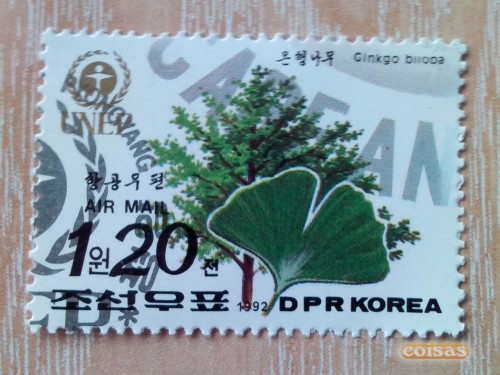 은행나무 Ginkgo biloba
UNEP
PYONGYANG
항공우편
AIR MAIL
1원 20전
조선우표 1992 DPR KOREA
coisas